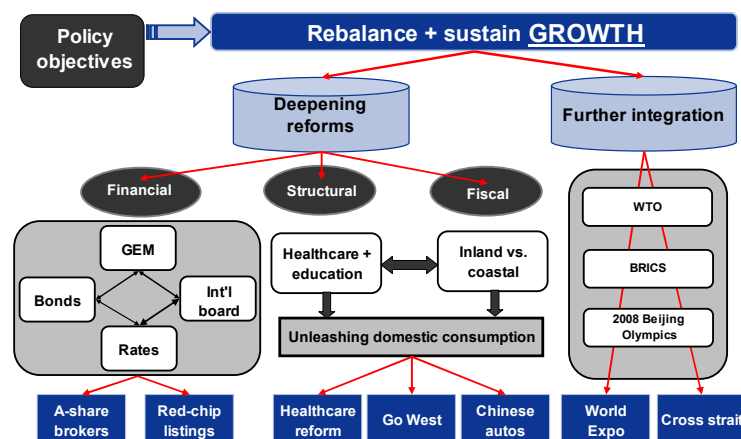 Policy
objectives
Rebalance + sustain GROWTH
Deepening
reforms
Further integration
Financial
Structural
Fiscal
GEM
Bonds
Int'l
board
Rates
Healthcare +
education
Inland vs.
coastal
Unleashing domestic consumption
WTO
BRICS
2008 Beijing
Olympics
A-share
brokers
Red-chip
listings
Healthcare
reform
Go West
Chinese
autos
World
Expo
Cross strait